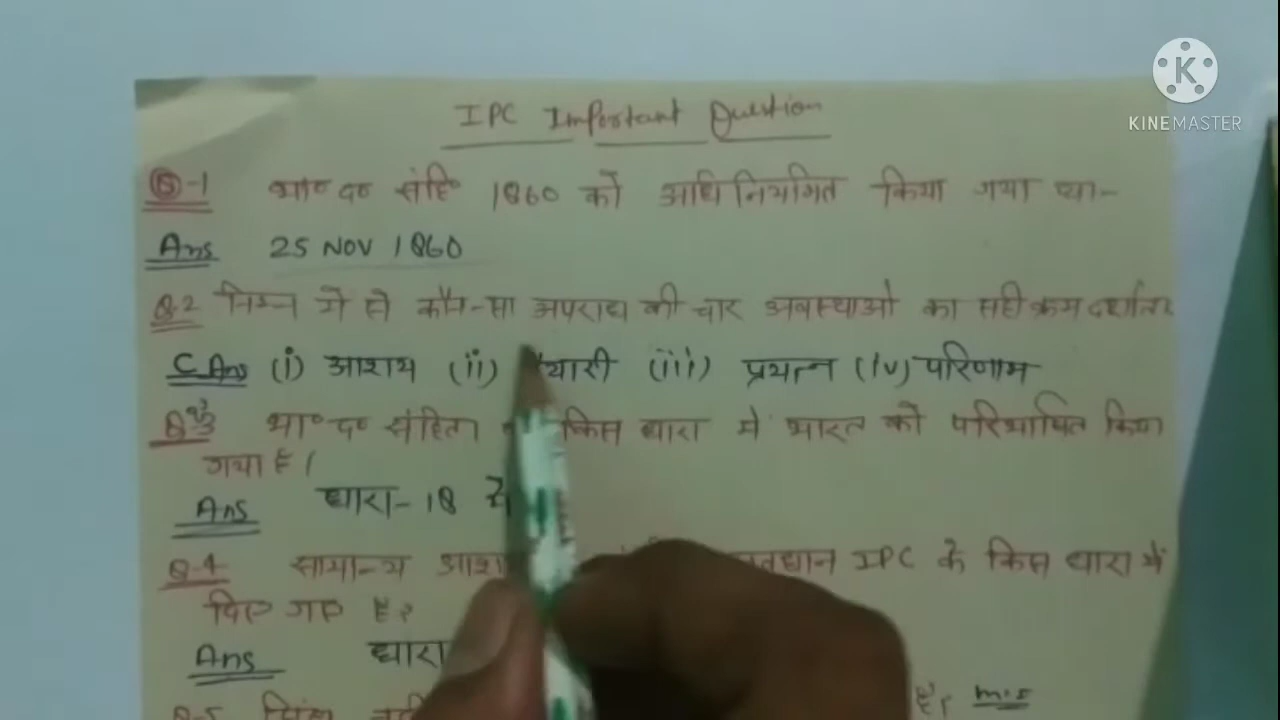 KINEMASTER
IPC Important Question
Q-1 भा० द० संहि० 1860 को अधिनियमित किया गया था-
Ans 25 NOV 1860
Q-2 निम्न में से कौन-सा अपराध की चार अवस्थाओ का सही क्रम दर्शाता
C.Ans (i) आशय (ii) तैयारी (iii) प्रयत्न (iv) परिणाम
Q-3 भा० द० संहिता किस धारा में भारत को परिभाषित किया
गया है।
Ans धारा-18 में
Q-4 सामान्य IPC के किस धारा में
दिए गए है?
Ans धारा
Q-5 है?